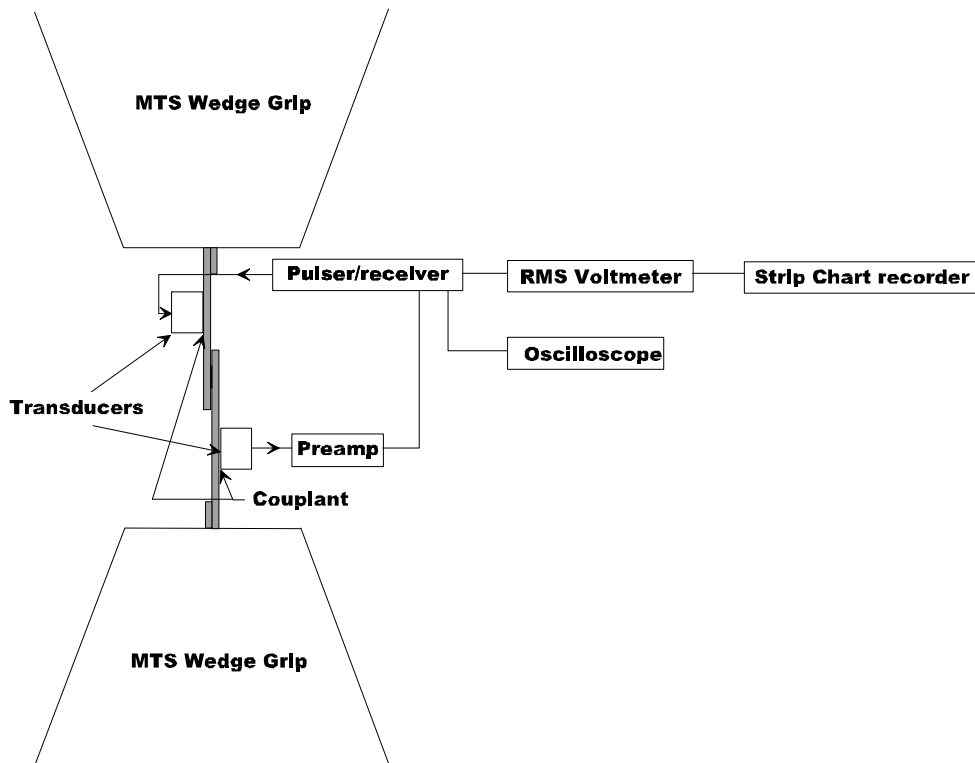 MTS Wedge Grip
Pulser/receiver
RMS Voltmeter
Strip Chart recorder
Oscilloscope
Transducers
Preamp
Couplant
MTS Wedge Grip